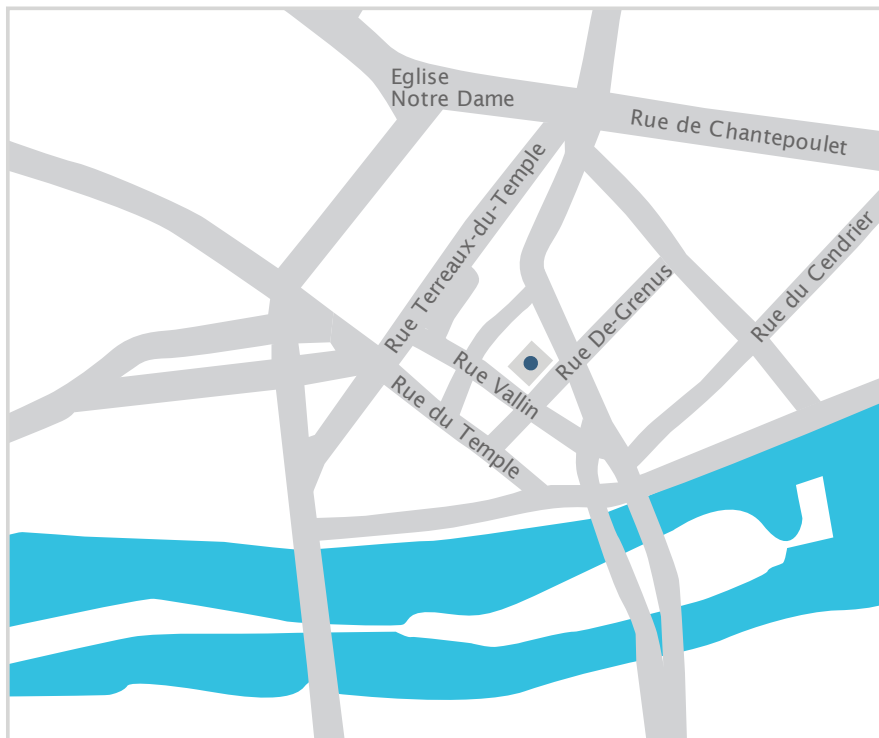 Eglise
Notre Dame
Rue de Chantepoulet
Rue Terreaux-du-Temple
Rue du Cendrier
Rue De-Grenus
Rue Vallin
Rue du Temple